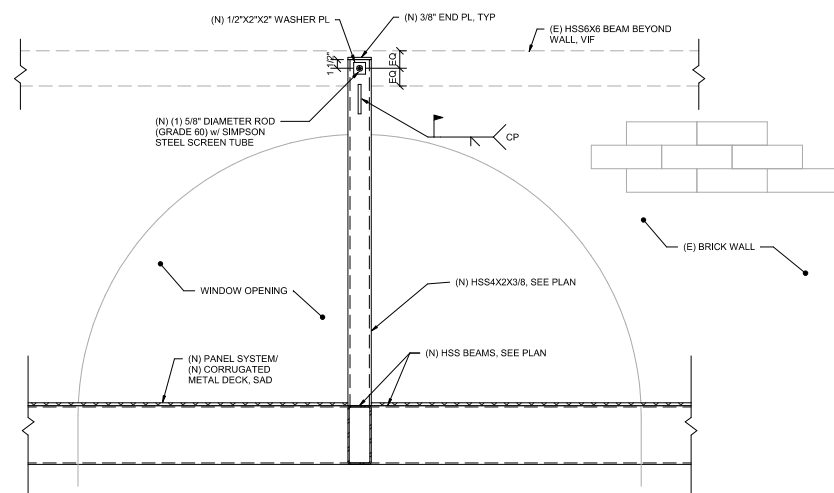 (N) 1/2"X2"X2" WASHER PL
(N) 3/8" END PL, TYP
(E) HSS6X6 BEAM BEYOND
WALL, VIF
1 1/2"
EQ
EQ
(N) (1) 5/8" DIAMETER ROD
(GRADE 60) w/ SIMPSON
STEEL SCREEN TUBE
CP
(E) BRICK WALL
WINDOW OPENING
(N) HSS4X2X3/8, SEE PLAN
(N) PANEL SYSTEM/
(N) CORRUGATED
METAL DECK, SAD
(N) HSS BEAMS, SEE PLAN